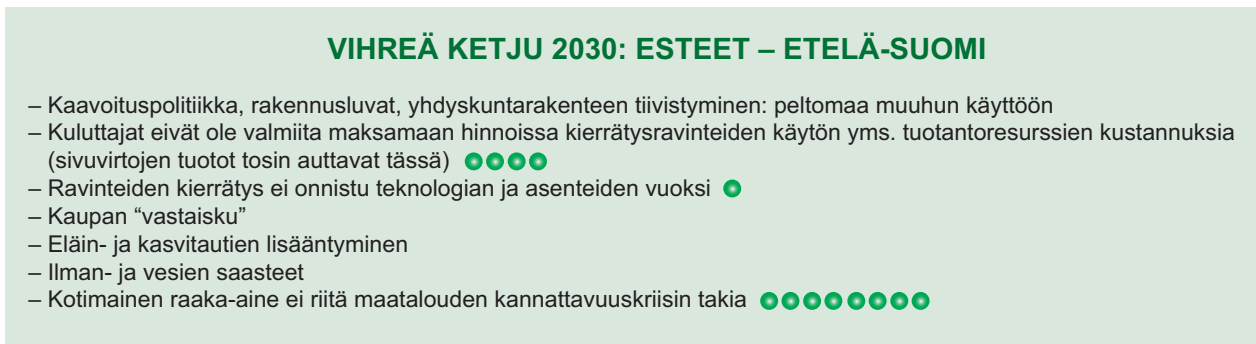 VIHREÄ KETJU 2030: ESTEET – ETELÄ-SUOMI
– Kaavoituspolitiikka, rakennusluvat, yhdyskuntarakenteen tiivistyminen: peltomaa muuhun käyttöön
– Kuluttajat eivät ole valmiita maksamaan hinnoissa kierrätysravinteiden käytön yms. tuotantoresurssien kustannuksia
(sivuvirtojen tuotot tosin auttavat tässä)
– Ravinteiden kierrätys ei onnistu teknologian ja asenteiden vuoksi
– Kaupan “vastaisku”
– Eläin- ja kasvitautien lisääntyminen
– Ilman- ja vesien saasteet
– Kotimainen raaka-aine ei riitä maatalouden kannattavuuskriisin takia